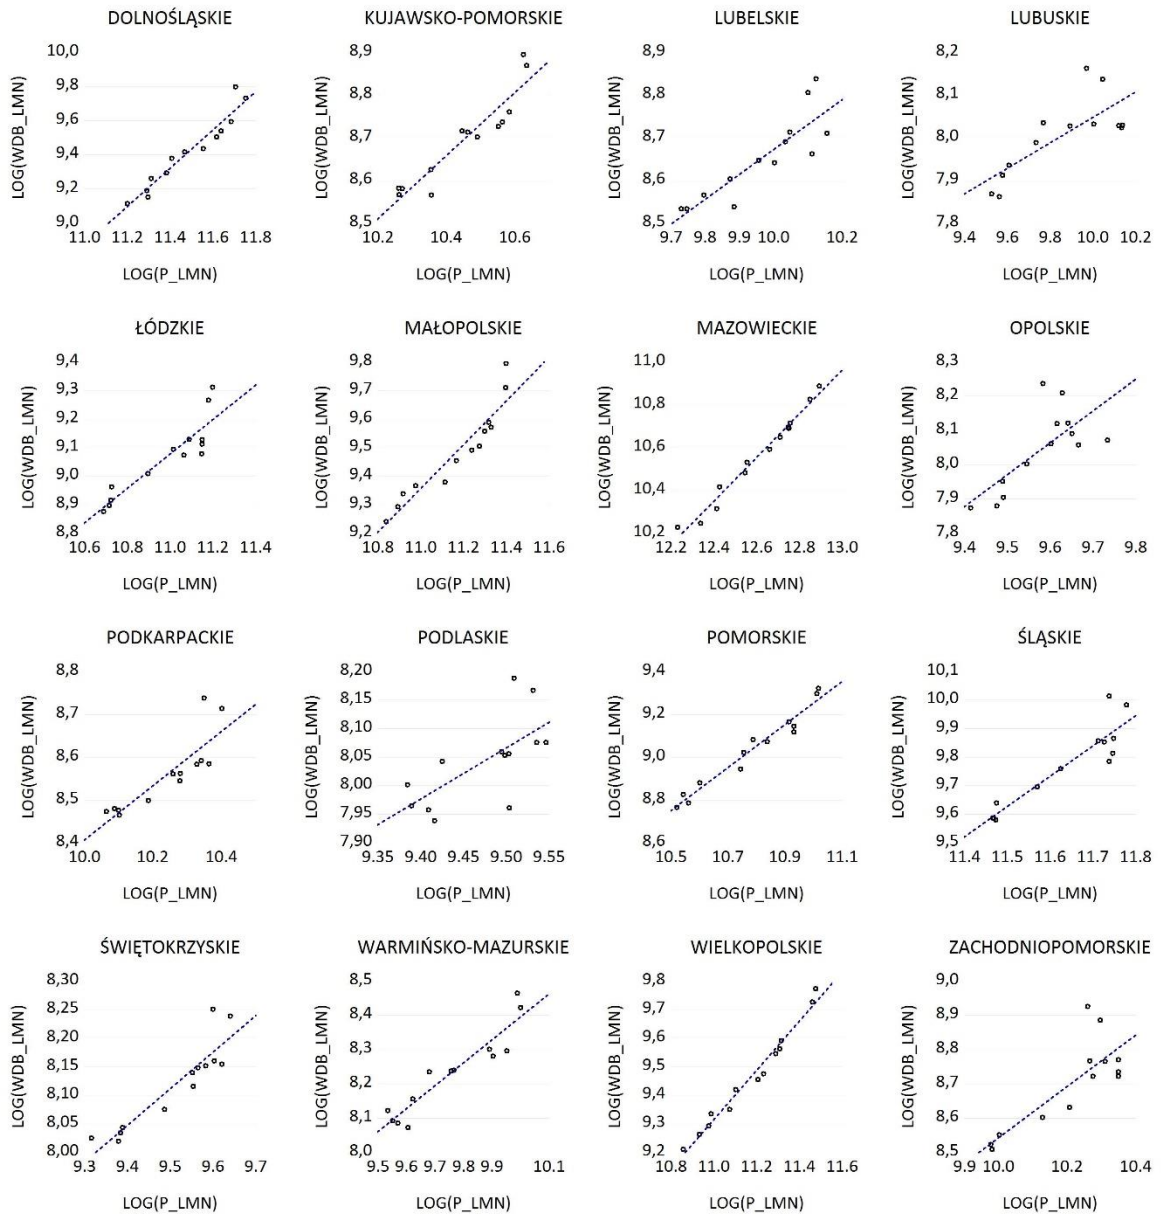 DOLNOŚLĄSKIE
10,0
9,8
9,6
9,4
9,2
9,0
11.0 11.2 11.4 11.6 11.8
LOG(WDB_LMN)
LOG(P_LMN)
KUJAWSKO-POMORSKIE
8,9
8,8
8,7
8,6
8,5
10.2 10.4 10.6
LOG(WDB_LMN)
LOG(P_LMN)
LUBELSKIE
8,9
8,8
8,7
8,6
8,5
9.7 9.8 9.9 10.0 10.2
LOG(WDB_LMN)
LOG(P_LMN)
LUBUSKIE
8,2
8,1
8,0
7,9
7,8
9.4 9.6 9.8 10.0 10.2
LOG(WDB_LMN)
LOG(P_LMN)
ŁÓDZKIE
9,4
9,3
9,2
9,1
9,0
8,9
8,8
10.6 10.8 11.0 11.2 11.4
LOG(WDB_LMN)
LOG(P_LMN)
MAŁOPOLSKIE
9,8
9,7
9,6
9,5
9,4
9,3
9,2
10.8 11.0 11.2 11.4 11.6
LOG(WDB_LMN)
LOG(P_LMN)
MAZOWIECKIE
11,0
10,8
10,6
10,4
10,2
12.2 12.4 12.6 12.8 13.0
LOG(WDB_LMN)
LOG(P_LMN)
OPOLSKIE
8,3
8,2
8,1
8,0
7,9
7,8
9.4 9.5 9.6 9.7 9.8
LOG(WDB_LMN)
LOG(P_LMN)
PODKARPACKIE
8,8
8,7
8,6
8,5
8,4
10.0 10.2 10.4
LOG(WDB_LMN)
LOG(P_LMN)
PODLASKIE
8,20
8,15
8,10
8,05
8,00
7,95
7,90
9.35 9.40 9.45 9.50 9.55
LOG(WDB_LMN)
LOG(P_LMN)
POMORSKIE
9,4
9,2
9,0
8,8
8,6
10.5 10.7 10.9 11.1
LOG(WDB_LMN)
LOG(P_LMN)
ŚLĄSKIE
10,1
10,0
9,9
9,8
9,7
9,6
9,5
11.4 11.5 11.6 11.7 11.8
LOG(WDB_LMN)
LOG(P_LMN)
ŚWIĘTOKRZYSKIE
8,30
8,25
8,20
8,15
8,10
8,05
8,00
9.3 9.4 9.5 9.6 9.7
LOG(WDB_LMN)
LOG(P_LMN)
WARMIŃSKO-MAZURSKIE
8,5
8,4
8,3
8,2
8,1
8,0
9.5 9.6 9.7 9.8 9.9 10.1
LOG(WDB_LMN)
LOG(P_LMN)
WIELKOPOLSKIE
9,8
9,7
9,6
9,5
9,4
9,3
9,2
10.8 11.0 11.2 11.4 11.6
LOG(WDB_LMN)
LOG(P_LMN)
ZACHODNIOPOMORSKIE
9,0
8,9
8,8
8,7
8,6
8,5
9.9 10.0 10.2 10.4
LOG(WDB_LMN)
LOG(P_LMN)